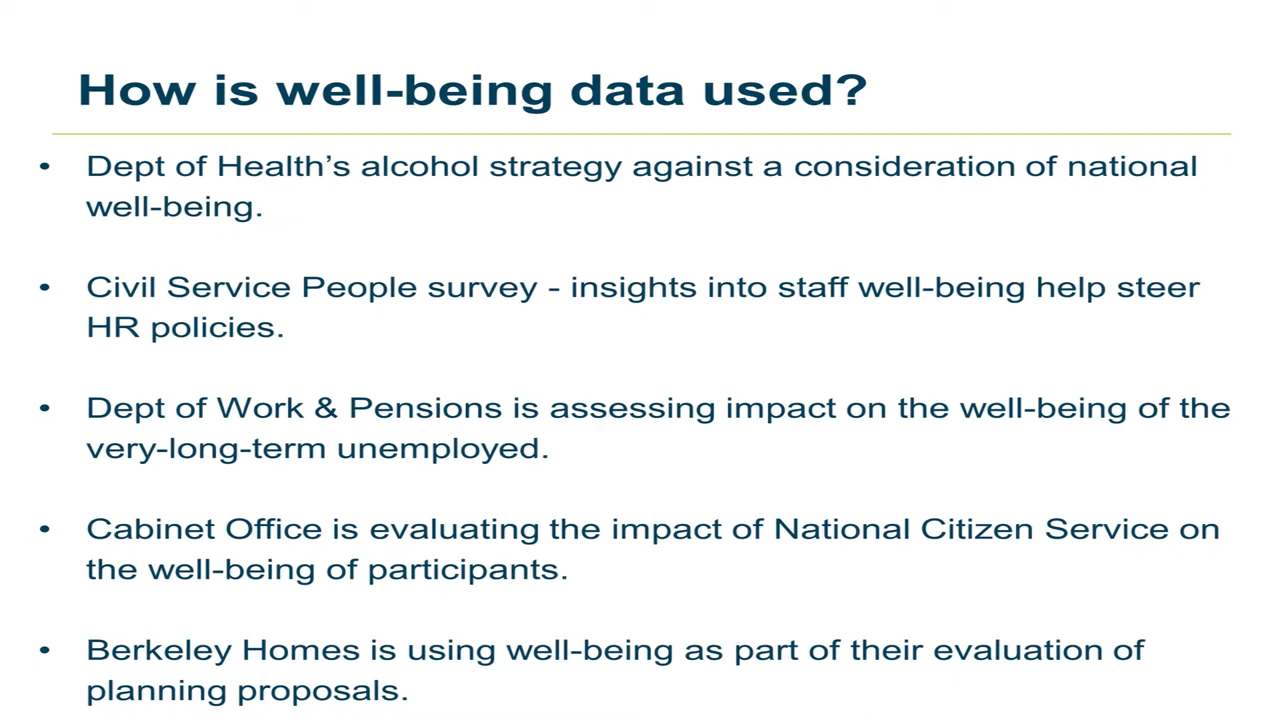 How is well-being data used?
• Dept of Health’s alcohol strategy against a consideration of national
well-being.
• Civil Service People survey - insights into staff well-being help steer
HR policies.
• Dept of Work & Pensions is assessing impact on the well-being of the
very-long-term unemployed.
• Cabinet Office is evaluating the impact of National Citizen Service on
the well-being of participants.
• Berkeley Homes is using well-being as part of their evaluation of
planning proposals.